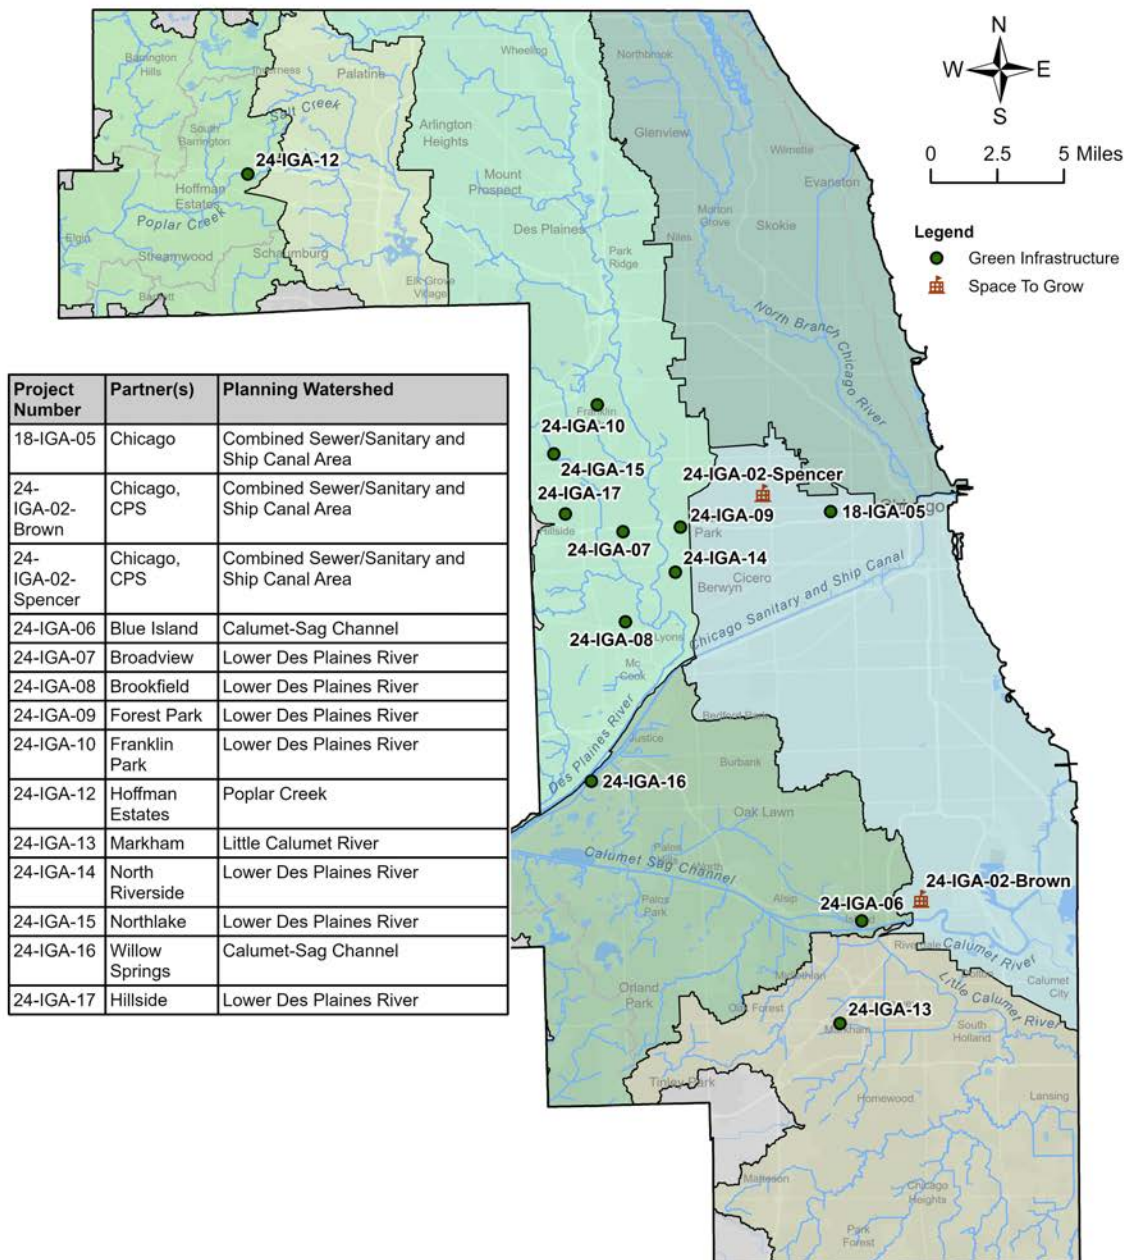 N
W E
S
0 2.5 5 Miles
Legend
Green Infrastructure
Space To Grow
Barrington
Hills
Inverness
Palatine
Wheeling
Northbrook
Salt Creek
South
Barrington
Arlington
Heights
Glenview
Wilmette
24-IGA-12
Hoffman
Estates
Mount
Prospect
Evanston
Poplar Creek
Morton
Grove
Skokie
Elgin
Streamwood
Schaumburg
Des Plaines
Niles
Park
Ridge
Bartlett
Elk Grove
Village
North Branch Chicago River
Project
Number
Partner(s)
Planning Watershed
18-IGA-05 Chicago Combined Sewer/Sanitary and
Ship Canal Area
24-
IGA-02-
Brown
Chicago,
CPS
Combined Sewer/Sanitary and
Ship Canal Area
24-
IGA-02-
Spencer
Chicago,
CPS
Combined Sewer/Sanitary and
Ship Canal Area
24-IGA-06 Blue Island Calumet-Sag Channel
24-IGA-07 Broadview Lower Des Plaines River
24-IGA-08 Brookfield Lower Des Plaines River
24-IGA-09 Forest Park Lower Des Plaines River
24-IGA-10 Franklin
Park
Lower Des Plaines River
24-IGA-12 Hoffman
Estates
Poplar Creek
24-IGA-13 Markham Little Calumet River
24-IGA-14 North
Riverside
Lower Des Plaines River
24-IGA-15 Northlake Lower Des Plaines River
24-IGA-16 Willow
Springs
Calumet-Sag Channel
24-IGA-17 Hillside Lower Des Plaines River
Franklin
24-IGA-10
24-IGA-15
24-IGA-02-Spencer
24-IGA-17
24-IGA-09
18-IGA-05
Chicago
Hillside
Park
24-IGA-07
24-IGA-14
Berwyn
Cicero
Chicago Sanitary and Ship Canal
24-IGA-08
Lyons
Mc
Cook
Bedford Park
Des Plaines River
Justice
Burbank
24-IGA-16
Oak Lawn
Palos
Hills
Worth
Calumet Sag Channel
24-IGA-02-Brown
Palos
Park
Alsip
24-IGA-06
Island
Riverdale
Calumet River
Dolton
Calumet
City
Midlothian
Little Calumet River
Orland
Park
Oak Forest
24-IGA-13
Markham
South
Holland
Tinley Park
Homewood
Lansing
Matteson
Chicago
Heights
Park
Forest